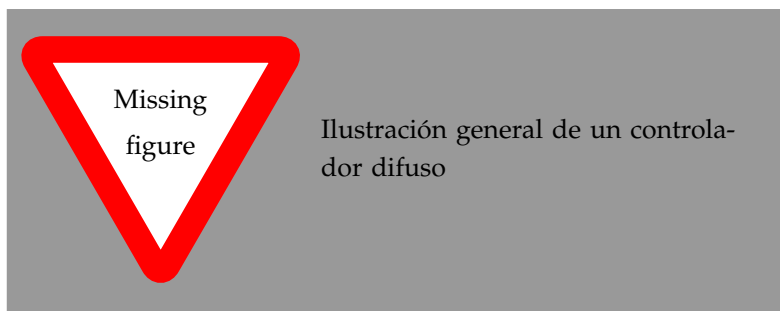 Missing
figure
Ilustración general de un controla-
dor difuso